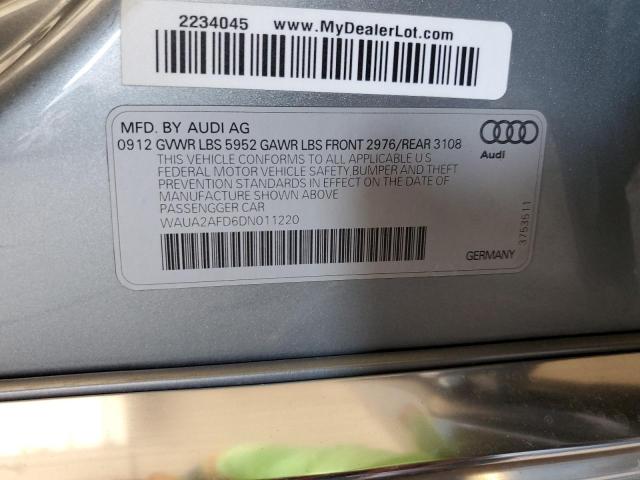 2234045 www.MyDealerLot.com
MFD. BY AUDI AG
0912 GVWR LBS 5952 GAWR LBS FRONT 2976/REAR 3108
THIS VEHICLE CONFORMS TO ALL APPLICABLE U S
FEDERAL MOTOR VEHICLE SAFETY BUMPER AND THEFT
PREVENTION STANDARDS IN EFFECT ON THE DATE OF
MANUFACTURE SHOWN ABOVE
PASSENGGER CAR
WAUA2AFD6DN011220
Audi
GERMANY
3753511